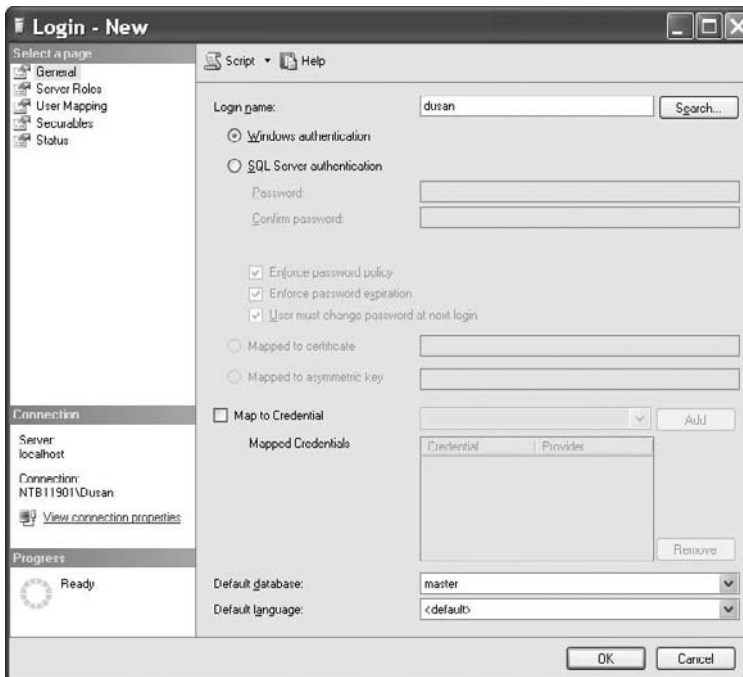 Login - New
Select a page
General
Server Roles
User Mapping
Securables
Status
Script Help
Login name: dusan Search...
Windows authentication
SQL Server authentication
Password:
Confirm password:
Enforce password policy
Enforce password expiration
User must change password at next login
Mapped to certificate
Mapped to asymmetric key
Map to Credential Add
Mapped Credentials Credential Provider
Remove
Default database: master
Default language: <default>
Connection
Server:
localhost
Connection:
NTB11901\Dusan
View connection properties
Progress
Ready
OK Cancel